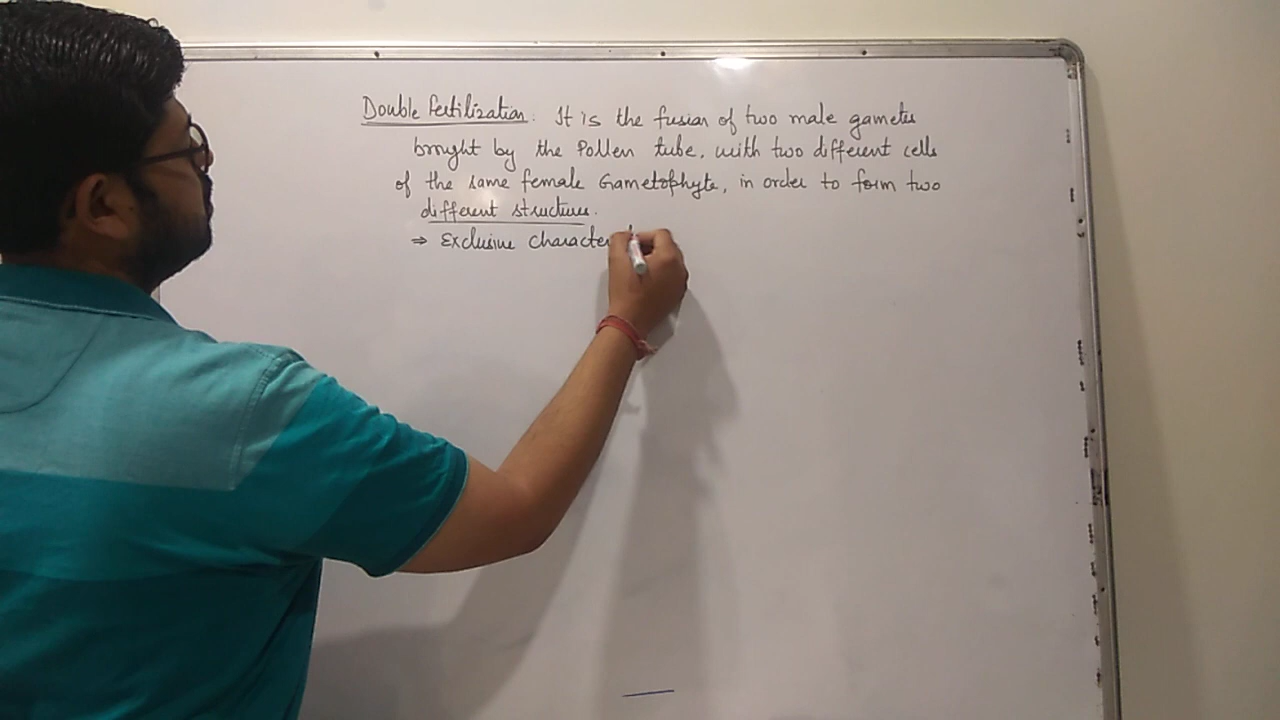 Double Fertilization: It is the fusion of two male gametes
brought by the Pollen tube, with two different cells
of the same female Gametophyte, in order to form two
different structures.
⇒ Exclusive character